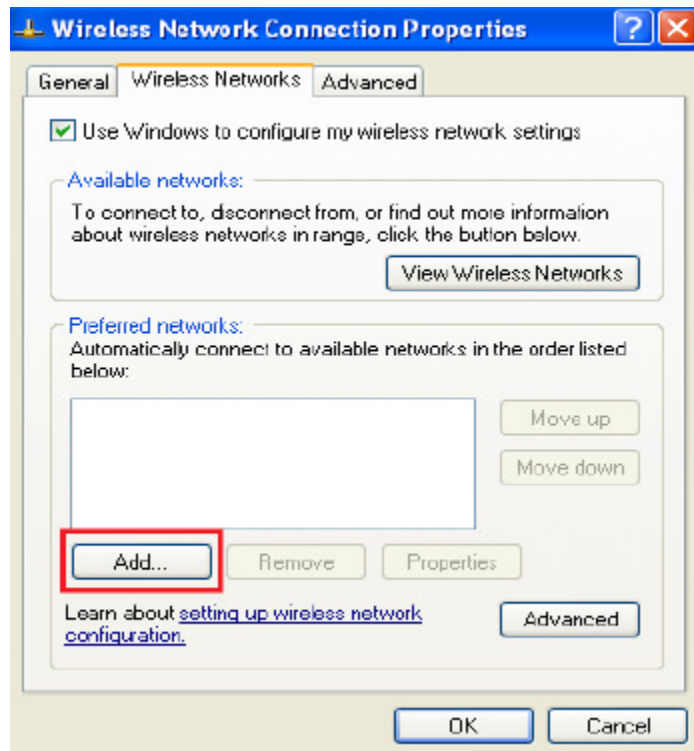 Wireless Network Connection Properties
General Wireless Networks Advanced
Use Windows to configure my wireless network settings
Available networks:
To connect to, disconnect from, or find out more information
about wireless networks in range, click the button below.
View Wireless Networks
Preferred networks:
Automatically connect to available networks in the order listed
below:
Move up
Move down
Add... Remove Properties
Learn about setting up wireless network
configuration.
Advanced
OK Cancel